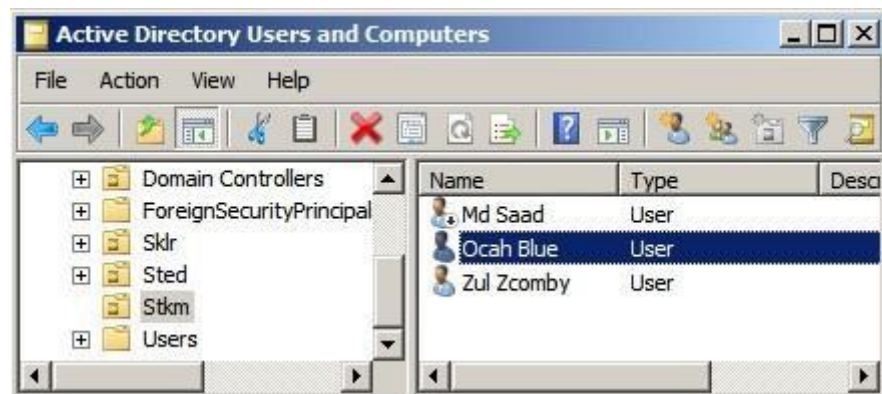 Active Directory Users and Computers
File Action View Help
Domain Controllers
ForeignSecurityPrincipal
Sklr
Sted
Stkm
Users
Name Type Descr
Md Saad User
Ocah Blue User
Zul Zcomby User